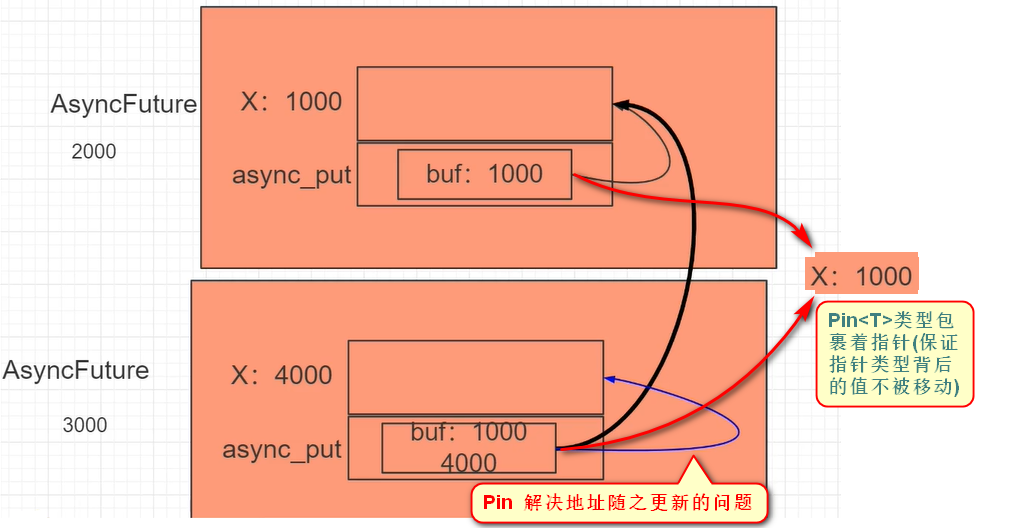 AsyncFuture
2000
X：1000
async_put
buf：1000
X：1000
Pin<T>类型包
裹着指针(保证
指针类型背后
的值不被移动)
AsyncFuture
3000
X：4000
async_put
buf：1000
4000
Pin 解决地址随之更新的问题